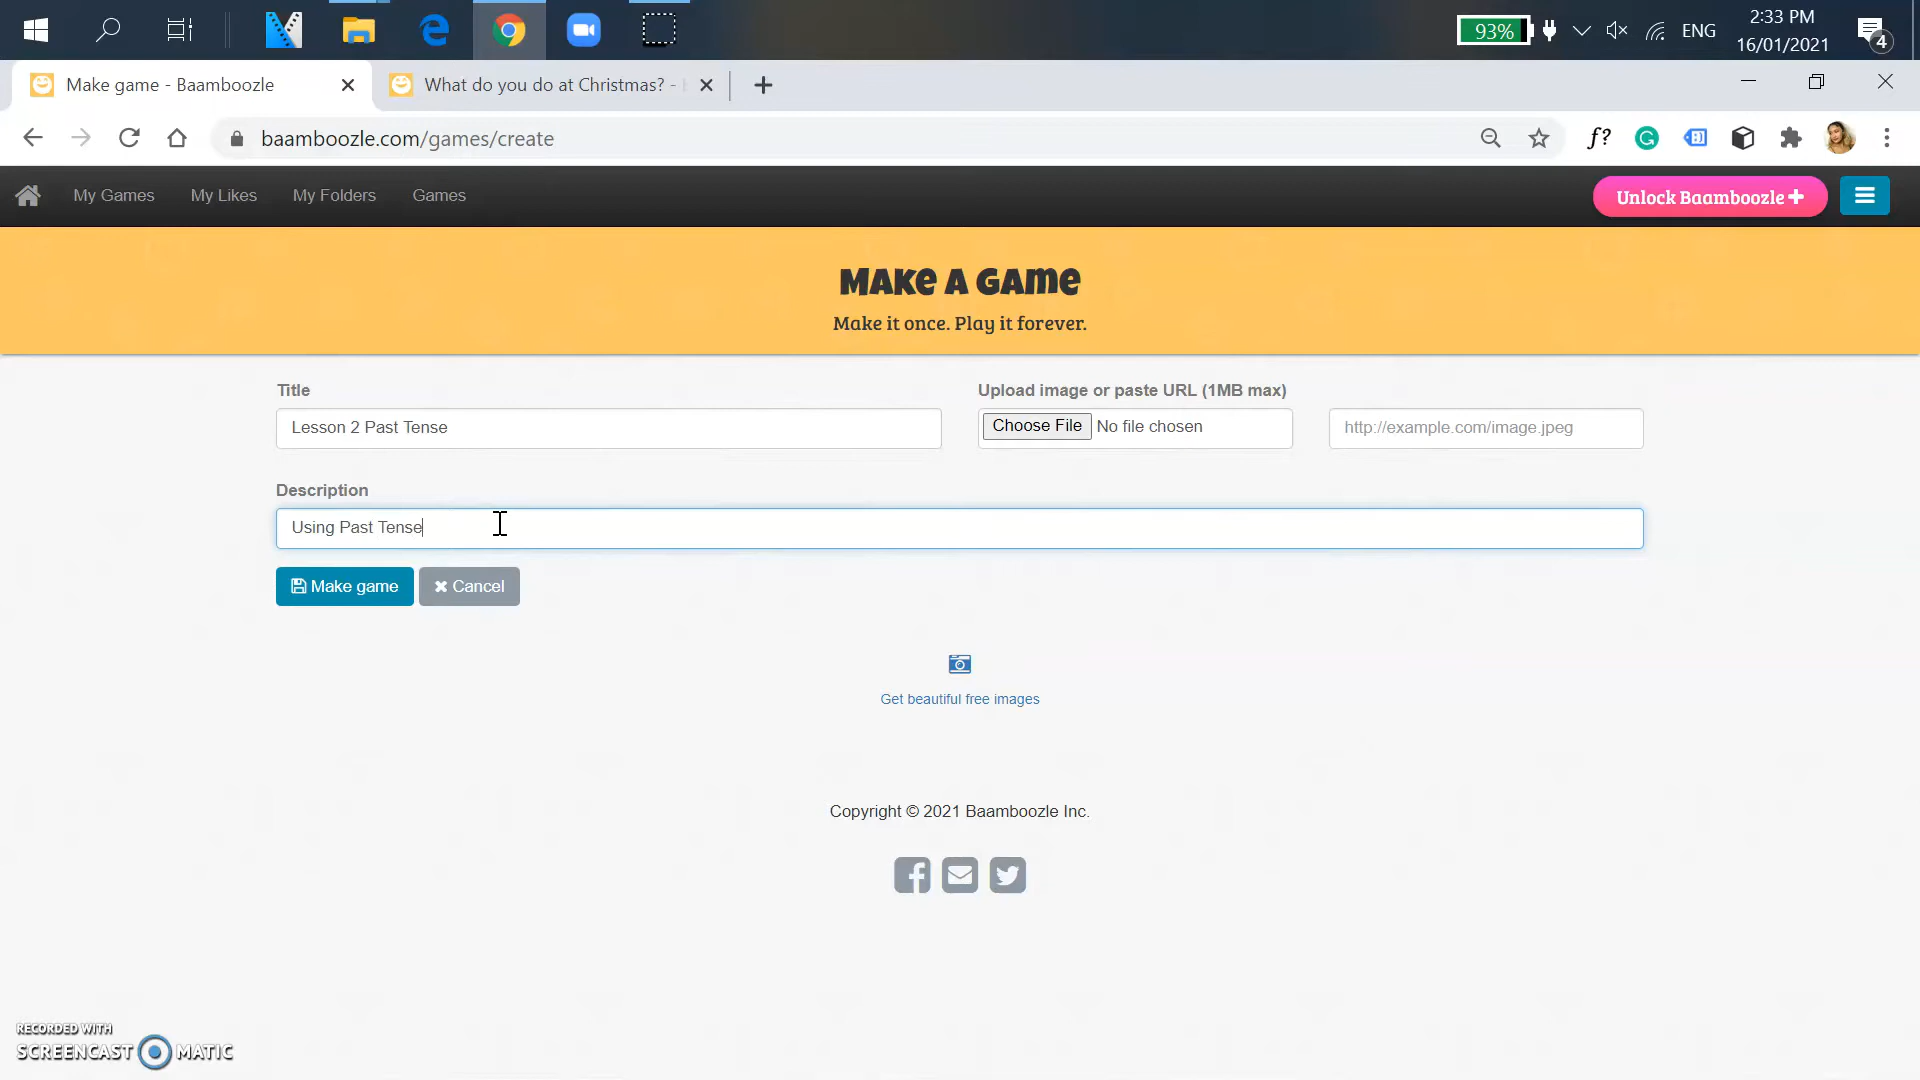 93%
ENG
2:33 PM
16/01/2021
4
Make game - Baamboozle
What do you do at Christmas? -
baamboozle.com/games/create
f?
My Games
My Likes
My Folders
Games
Unlock Baamboozle +
Make a Game
Make it once. Play it forever.
Title
Upload image or paste URL (1MB max)
Lesson 2 Past Tense
Choose File No file chosen
http://example.com/image.jpeg
Description
Using Past Tense
Make game
Cancel
Get beautiful free images
Copyright © 2021 Baamboozle Inc.
RECORDED WITH
SCREENCAST MATIC